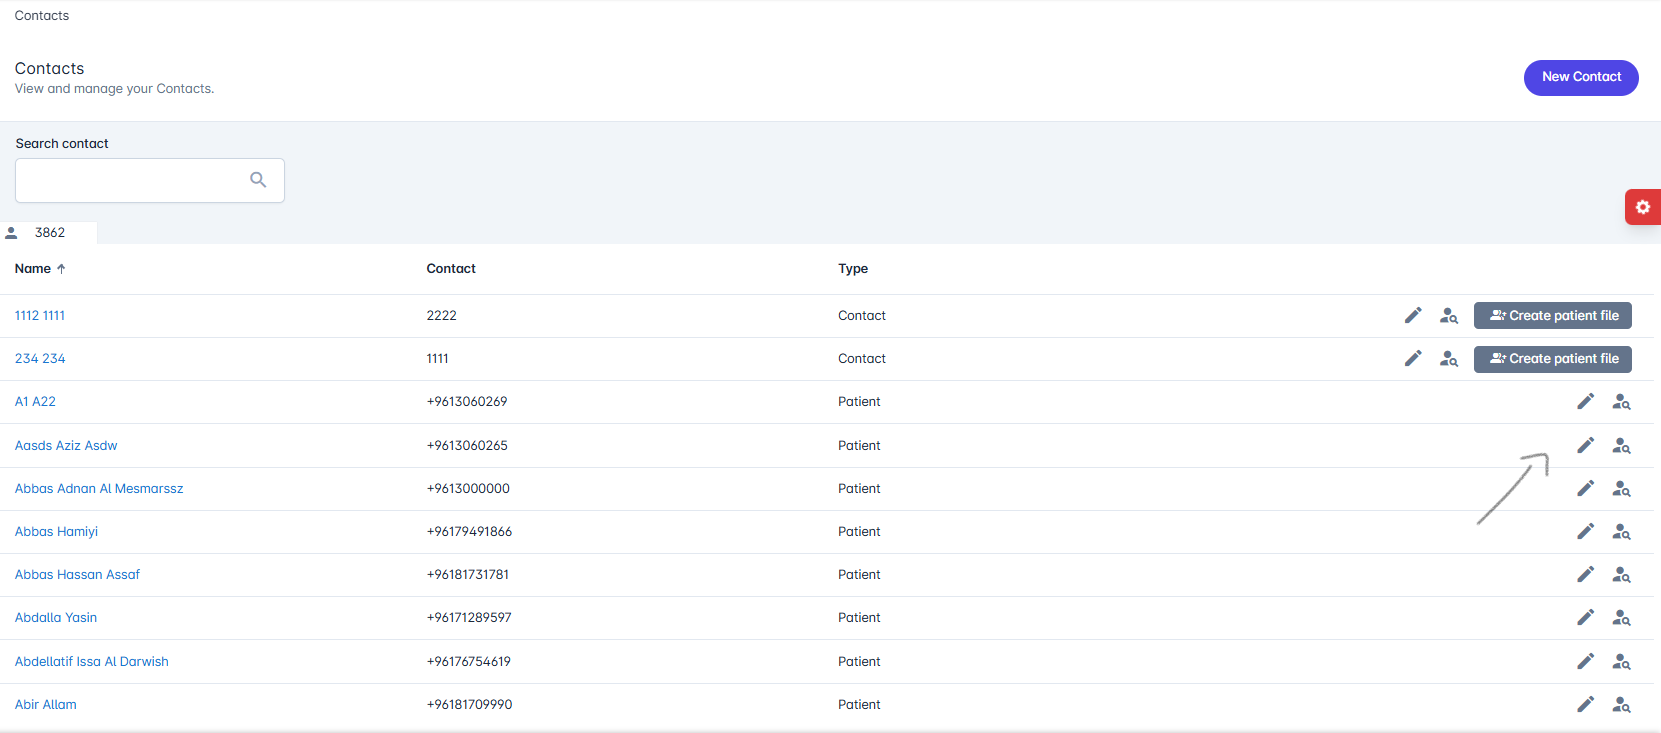 Contacts
Contacts
View and manage your Contacts.
New Contact
Search contact
3862
Name Contact Type
1112 1111 2222 Contact Create patient file
234 234 1111 Contact Create patient file
A1 A22 +9613060269 Patient
Aasds Aziz Asdw +9613060265 Patient
Abbas Adnan Al Mesmarssz +9613000000 Patient
Abbas Hamiyi +96179491866 Patient
Abbas Hassan Assaf +96181731781 Patient
Abdalla Yasin +96171289597 Patient
Abdellatif Issa Al Darwish +96176754619 Patient
Abir Allam +96181709990 Patient